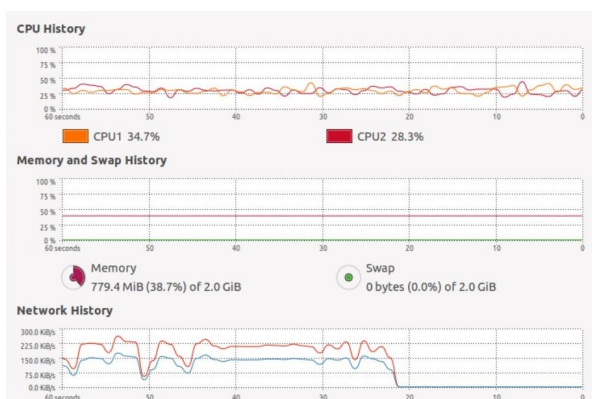 CPU History
100 %
75 %
50 %
25 %
0 %
60 seconds 50 40 30 20 10 0
CPU1 34.7% CPU2 28.3%
Memory and Swap History
100 %
75 %
50 %
25 %
0 %
60 seconds 50 40 30 20 10 0
Memory Swap
779.4 MiB (38.7%) of 2.0 GiB 0 bytes (0.0%) of 2.0 GiB
Network History
300.0 KiB/s
225.0 KiB/s
150.0 KiB/s
75.0 KiB/s
0.0 KiB/s
60 seconds 50 40 30 20 10 0